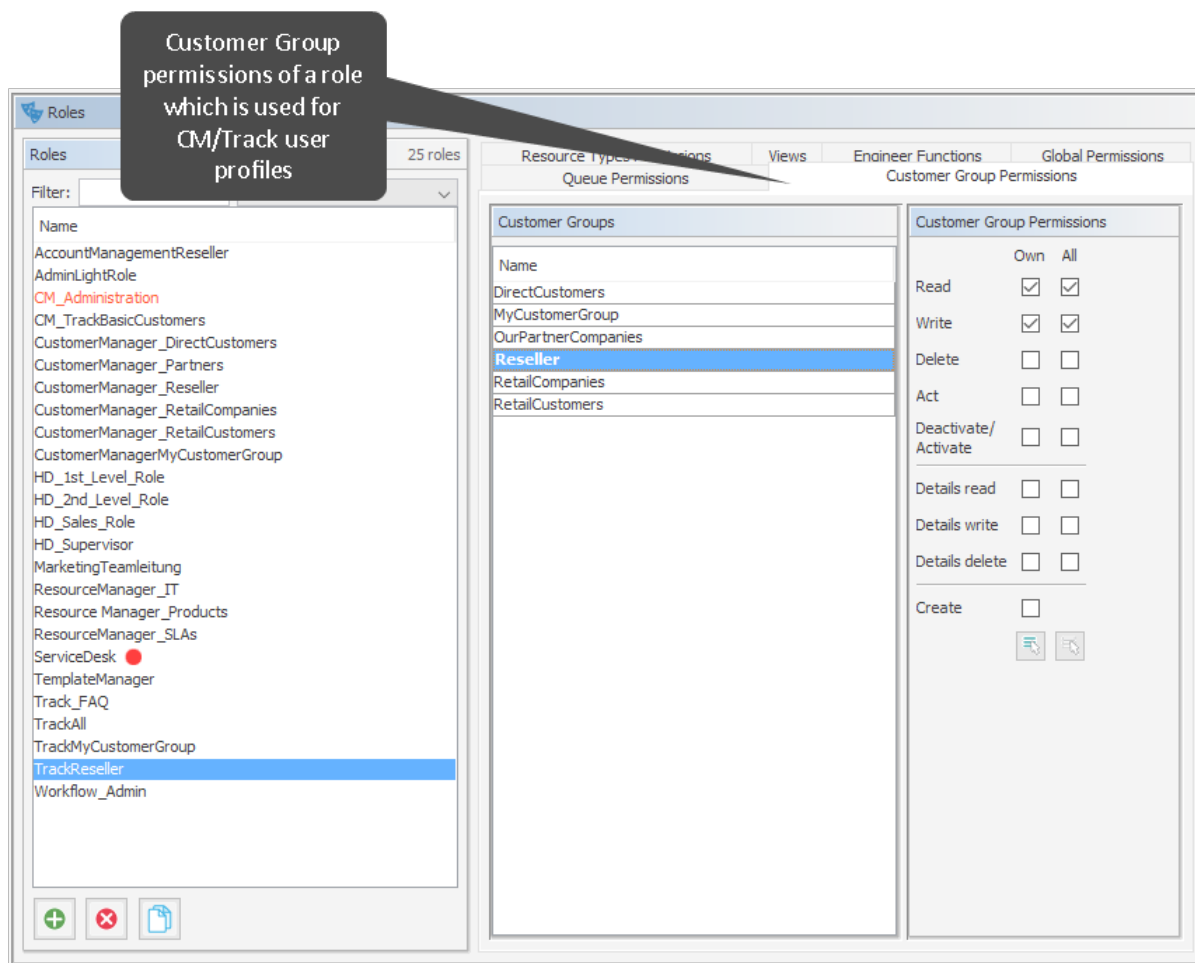 Customer Group
permissions of a role
which is used for
CM/Track user
profiles
Roles
Roles
25 roles
Filter:
Name
AccountManagementReseller
AdminLightRole
CM_Administration
CM_TrackBasicCustomers
CustomerManager_DirectCustomers
CustomerManager_Partners
CustomerManager_Reseller
CustomerManager_RetailCompanies
CustomerManager_RetailCustomers
CustomerManagerMyCustomerGroup
HD_1st_Level_Role
HD_2nd_Level_Role
HD_Sales_Role
HD_Supervisor
MarketingTeamleitung
ResourceManager_IT
Resource Manager_Products
ResourceManager_SLAs
ServiceDesk
TemplateManager
Track_FAQ
TrackAll
TrackMyCustomerGroup
TrackReseller
Workflow_Admin
Resource Types Views Engineer Functions Global Permissions
Queue Permissions Customer Group Permissions
Customer Groups
Name
DirectCustomers
MyCustomerGroup
OurPartnerCompanies
Reseller
RetailCompanies
RetailCustomers
Customer Group Permissions
Own All
Read
Write
Delete
Act
Deactivate/
Activate
Details read
Details write
Details delete
Create